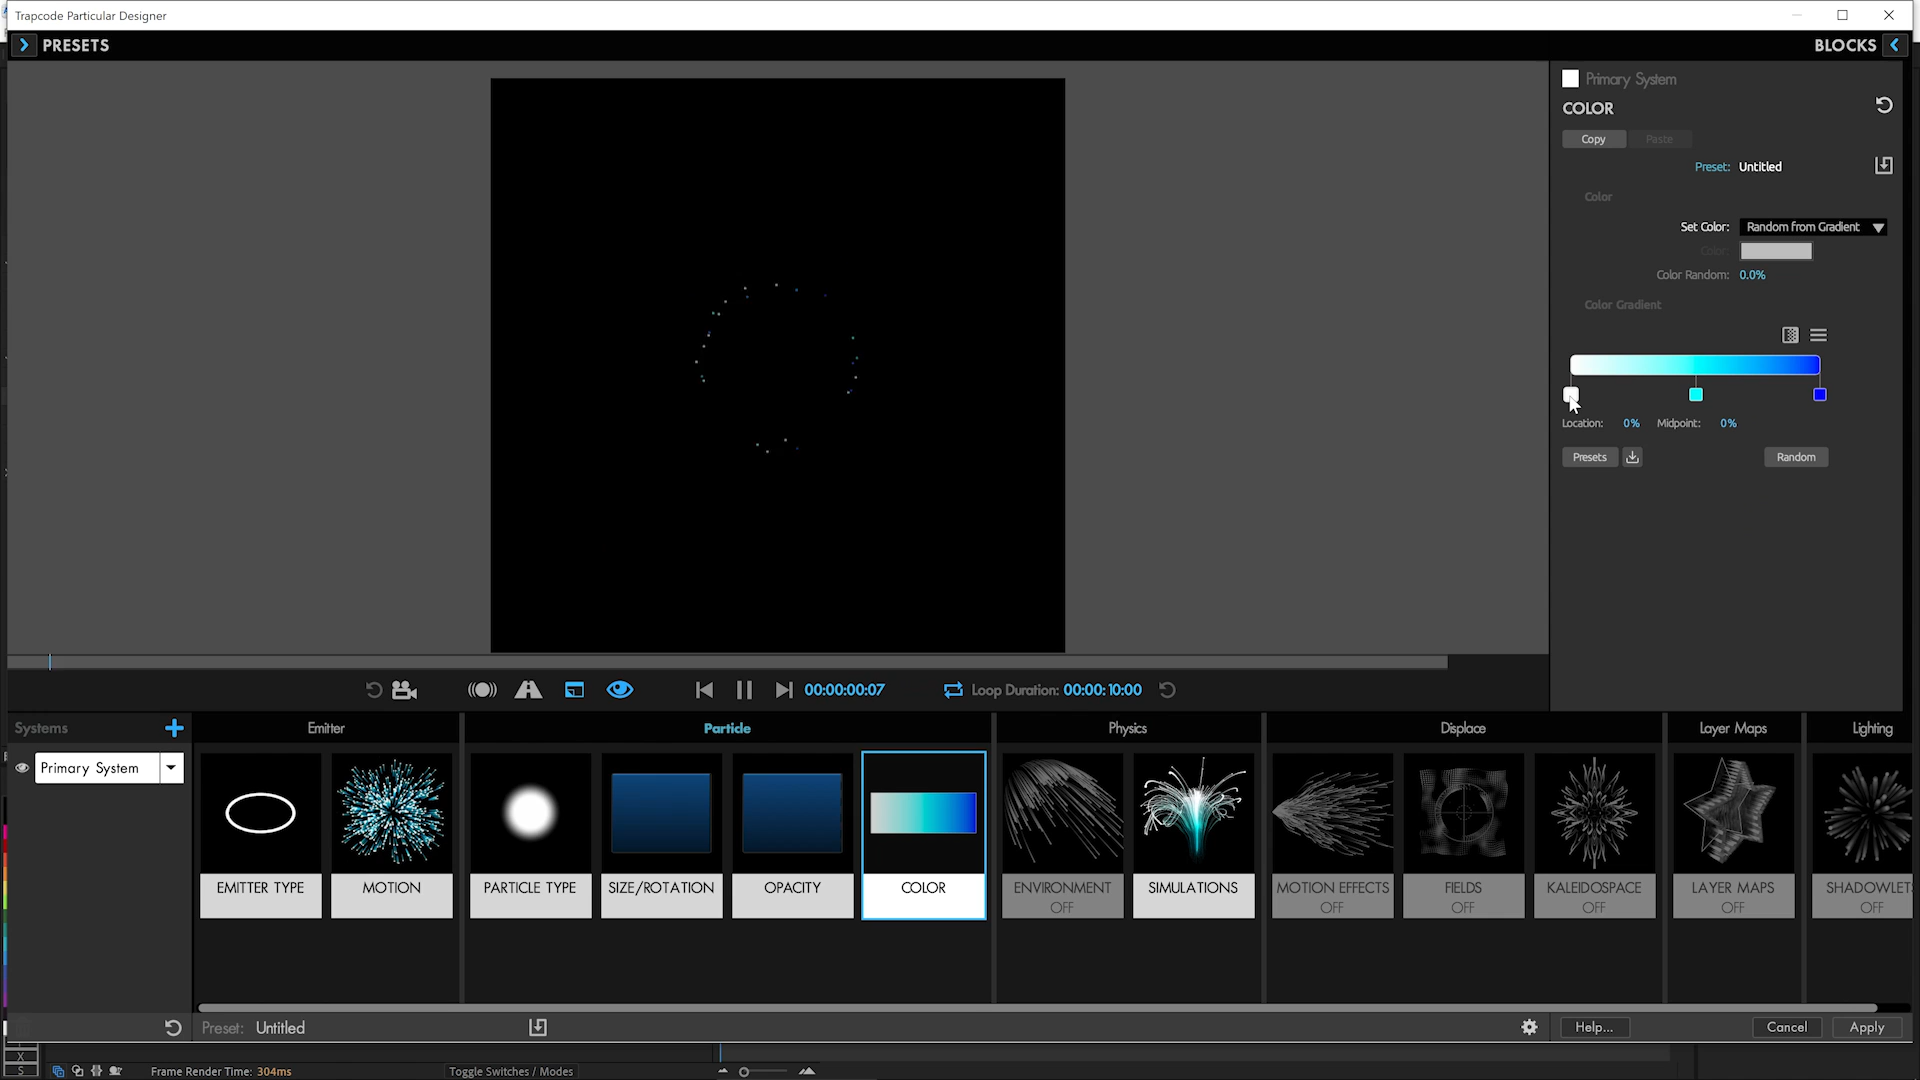 Trapcode Particular Designer
PRESETS
BLOCKS
Primary System
COLOR
Copy
Paste
Preset: Untitled
Color
Set Color: Random from Gradient
Color:
Color Random: 0.0%
Color Gradient
Location: 0% Midpoint: 0%
Presets
Random
00:00:00:07
Loop Duration: 00:00:10:00
Systems
Emitter
Particle
Physics
Displace
Layer Maps
Lighting
Primary System
EMITTER TYPE
MOTION
PARTICLE TYPE
SIZE/ROTATION
OPACITY
COLOR
ENVIRONMENT
OFF
SIMULATIONS
MOTION EFFECTS
OFF
FIELDS
OFF
KALEIDOSPACE
OFF
LAYER MAPS
OFF
SHADOWLET
OFF
Preset: Untitled
Help...
Cancel
Apply
X
S
Frame Render Time: 304ms
Toggle Switches / Modes